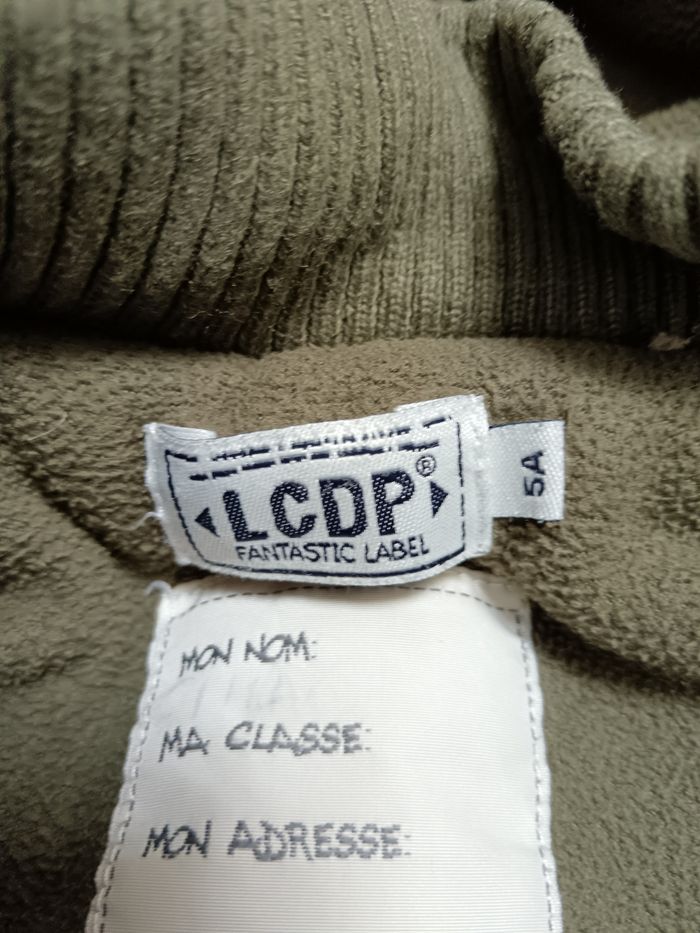 LCDP®
FANTASTIC LABEL
5A
MON NOM:
MA CLASSE:
MON ADRESSE: